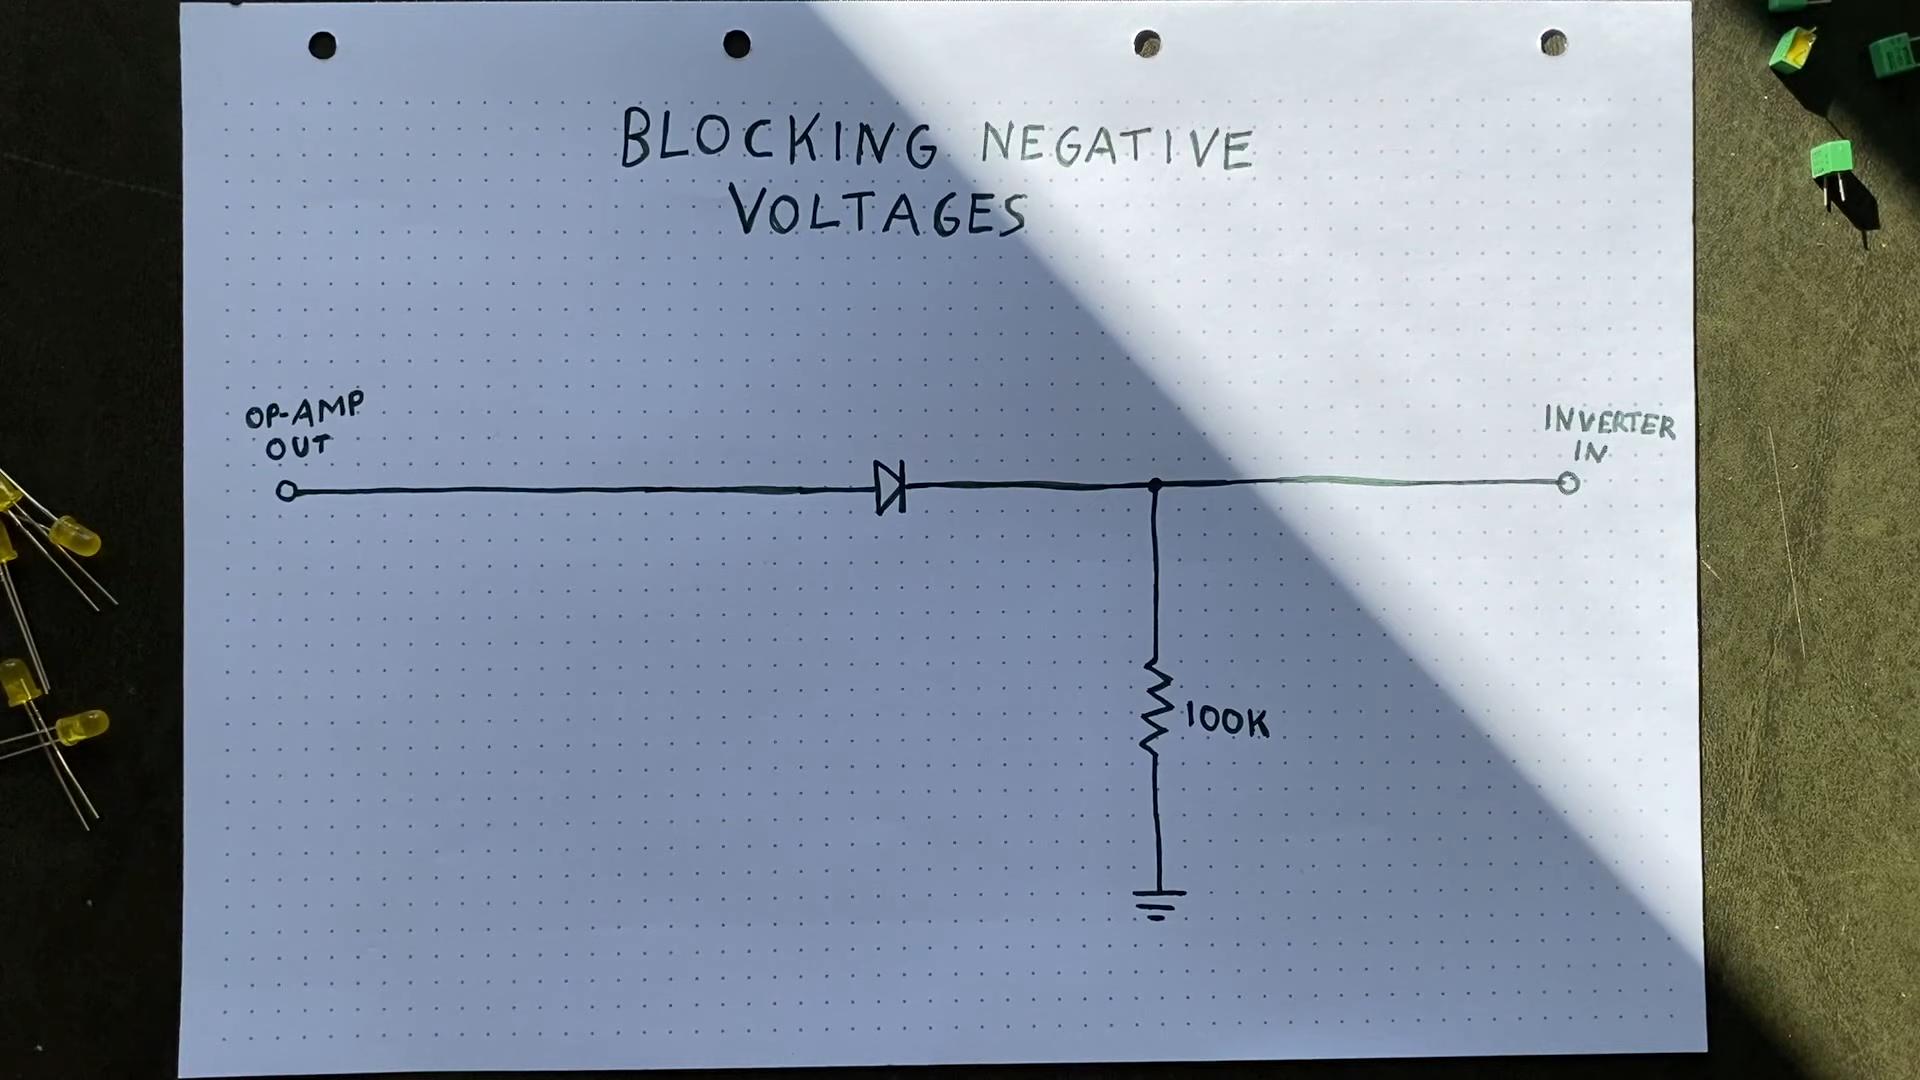 BLOCKING NEGATIVE
VOLTAGES
OP-AMP
OUT
INVERTER
IN
100K